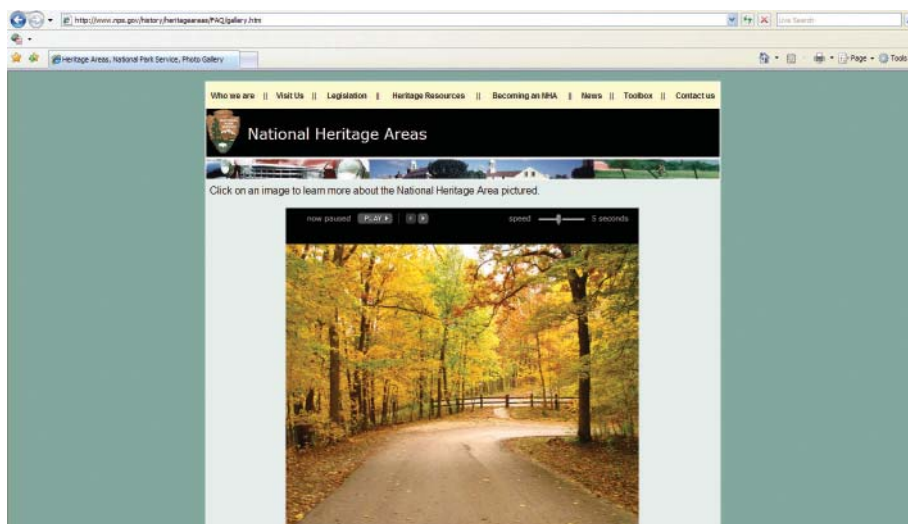 http://www.nps.gov/history/heritageareas/FAQ/gallery.htm
Live Search
Heritage Areas, National Park Service, Photo Gallery
Page
Tools
Who we are || Visit Us || Legislation || Heritage Resources || Becoming an NHA || News || Toolbox || Contact us
National Heritage Areas
Click on an image to learn more about the National Heritage Area pictured.
now paused PLAY speed 5 seconds